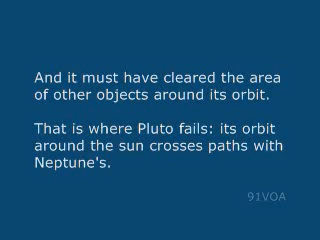 And it must have cleared the area
of other objects around its orbit.
That is where Pluto fails: its orbit
around the sun crosses paths with
Neptune's.
91VOA